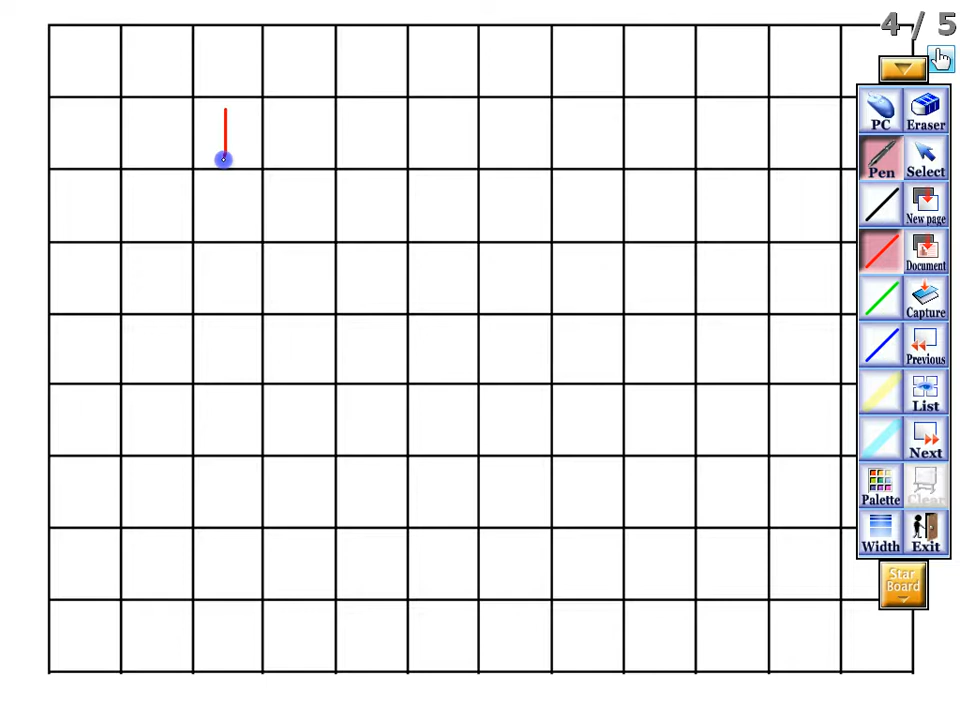 4 / 5
PC Eraser
Pen Select
New page
Document
Capture
Previous
List
Next
Palette Clear
Width Exit
Star
Board